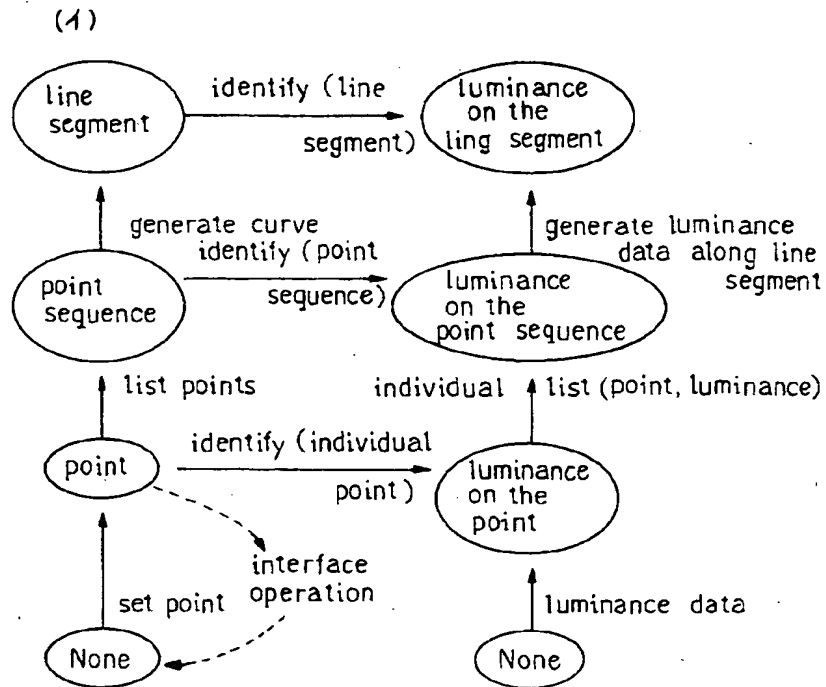 (1)
line
segment
identify (line
segment)
luminance
on the
ling segment
generate curve
identify (point
sequence)
generate luminance
data along line
segment
point
sequence
luminance
on the
point sequence
list points
individual list (point, luminance)
point
identify (individual
point)
luminance
on the
point
interface
operation
set point
luminance data
None
None